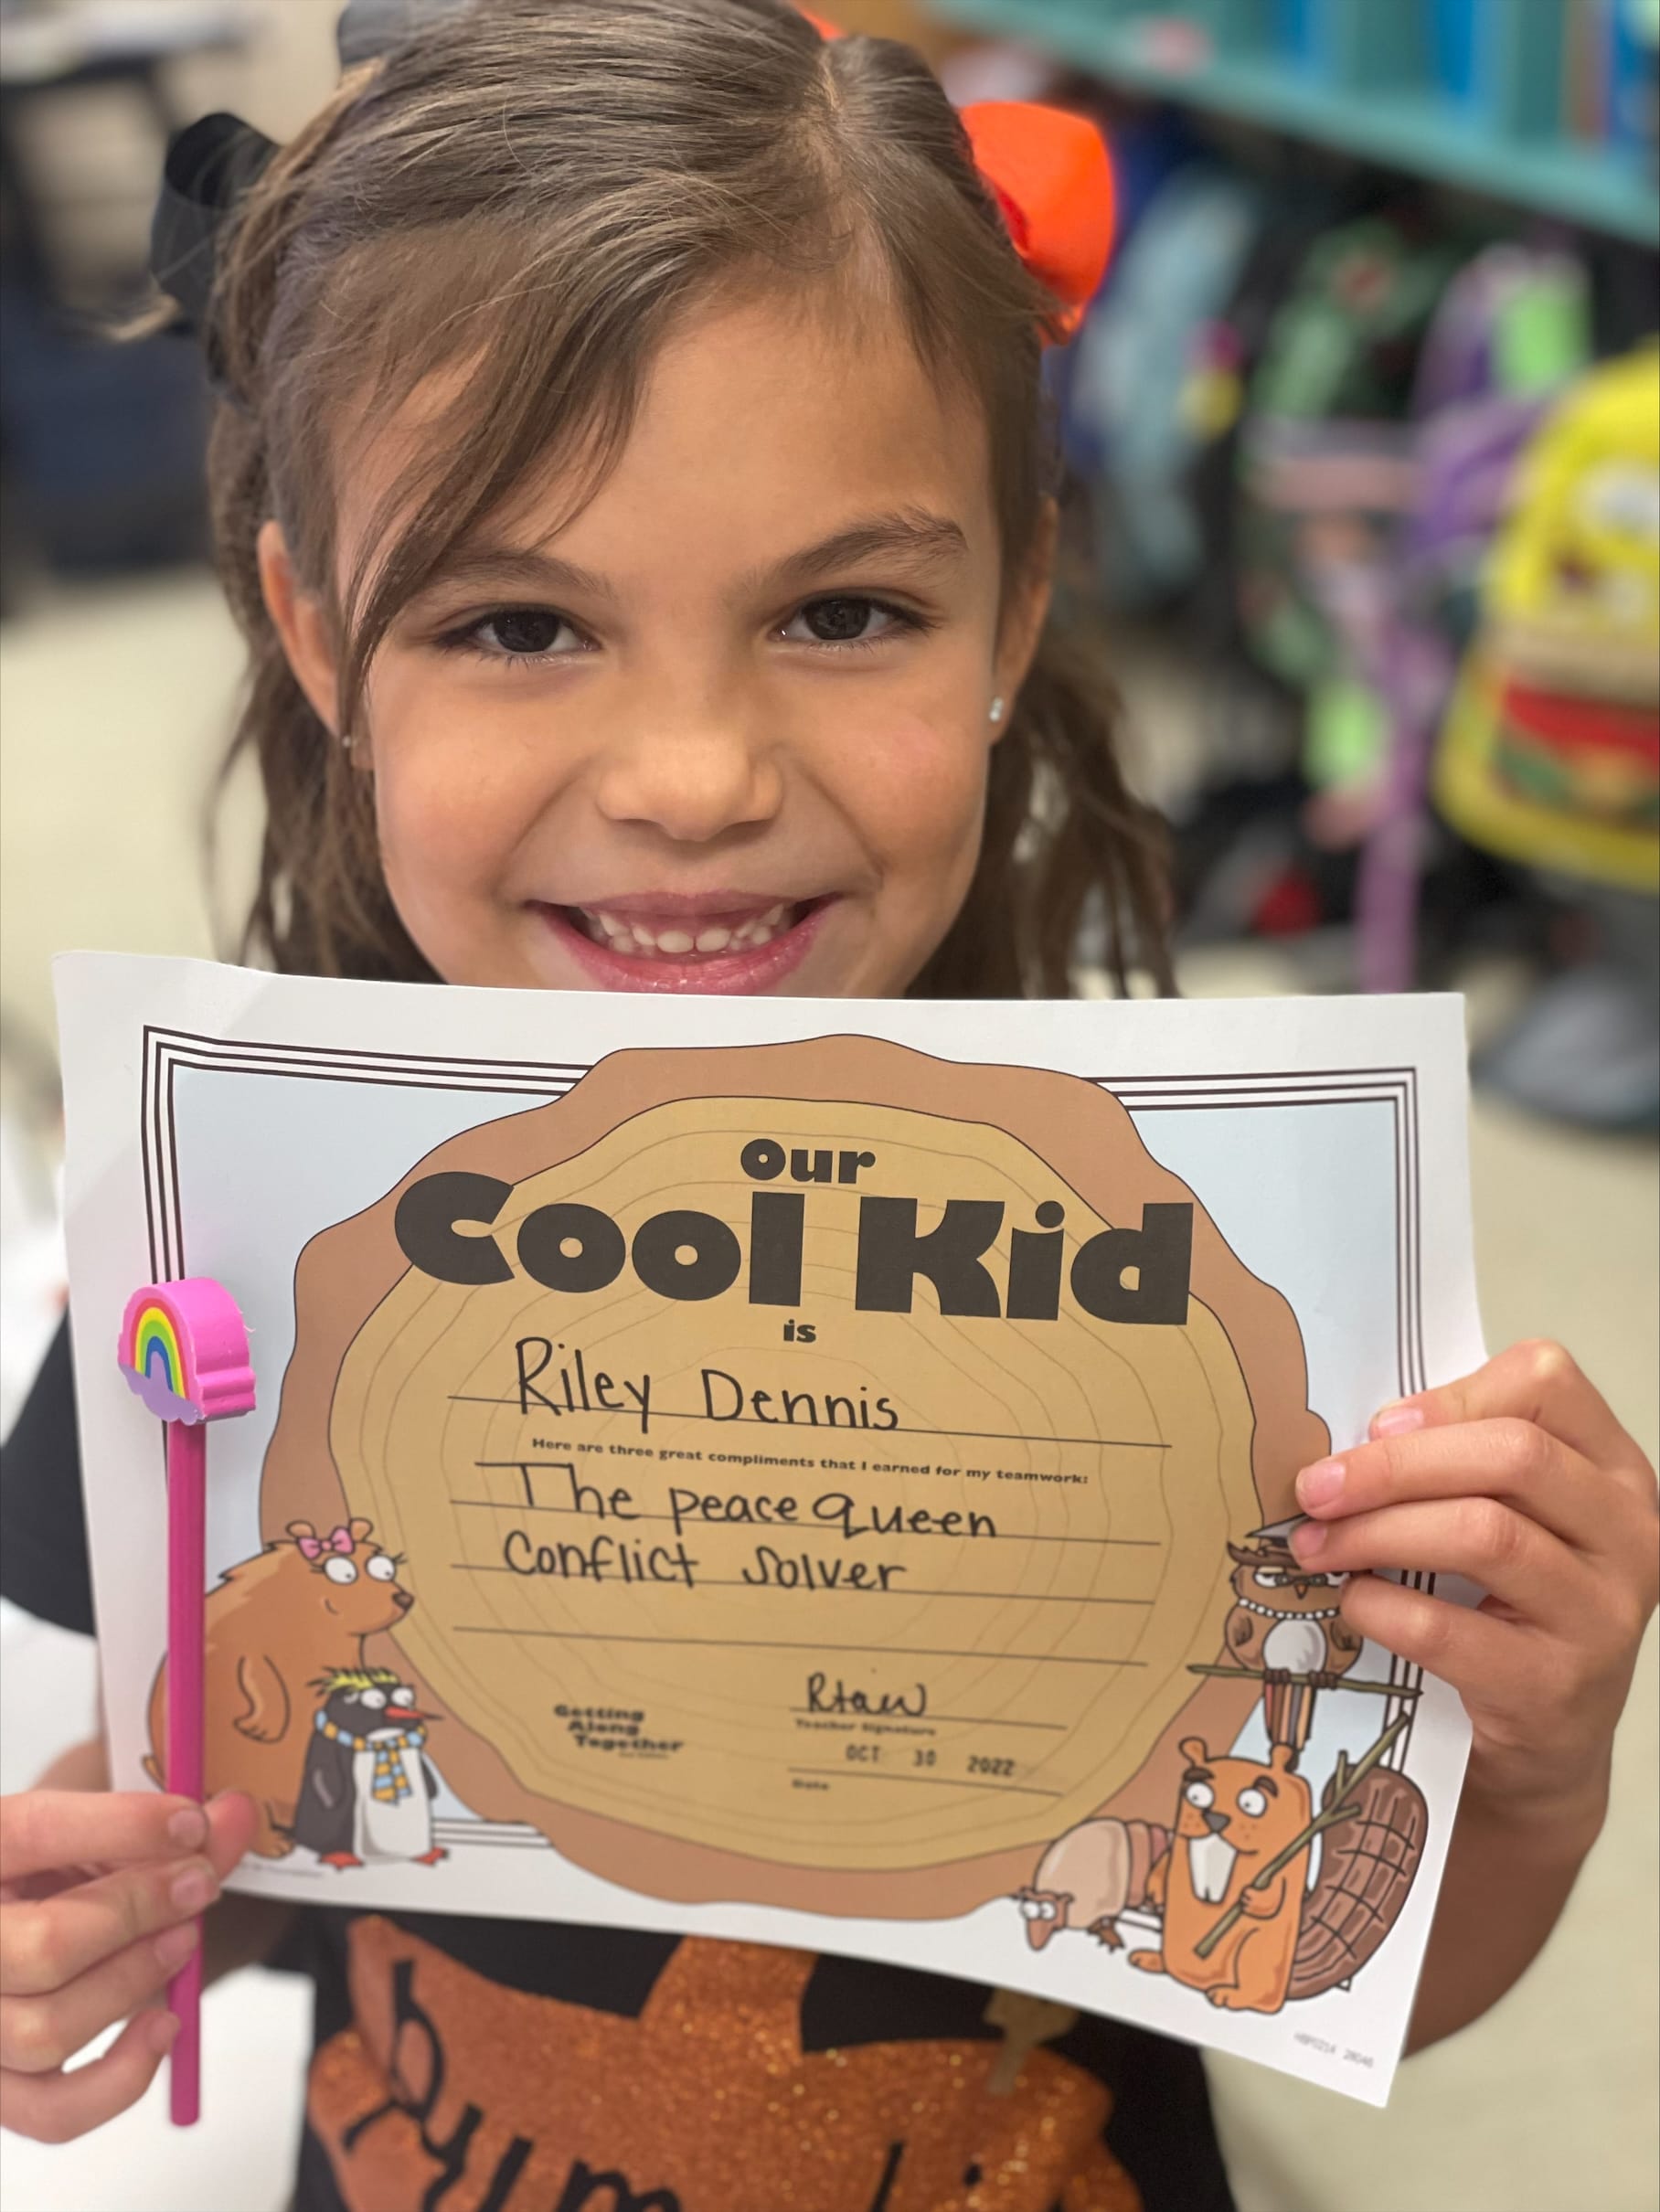 Our
Cool Kid
is
Riley Dennis
Here are three great compliments that I earned for my teamwork:
The peace Queen
Conflict Solver
Getting
Along
Together
Teacher Signature
OCT 30 2022
Date